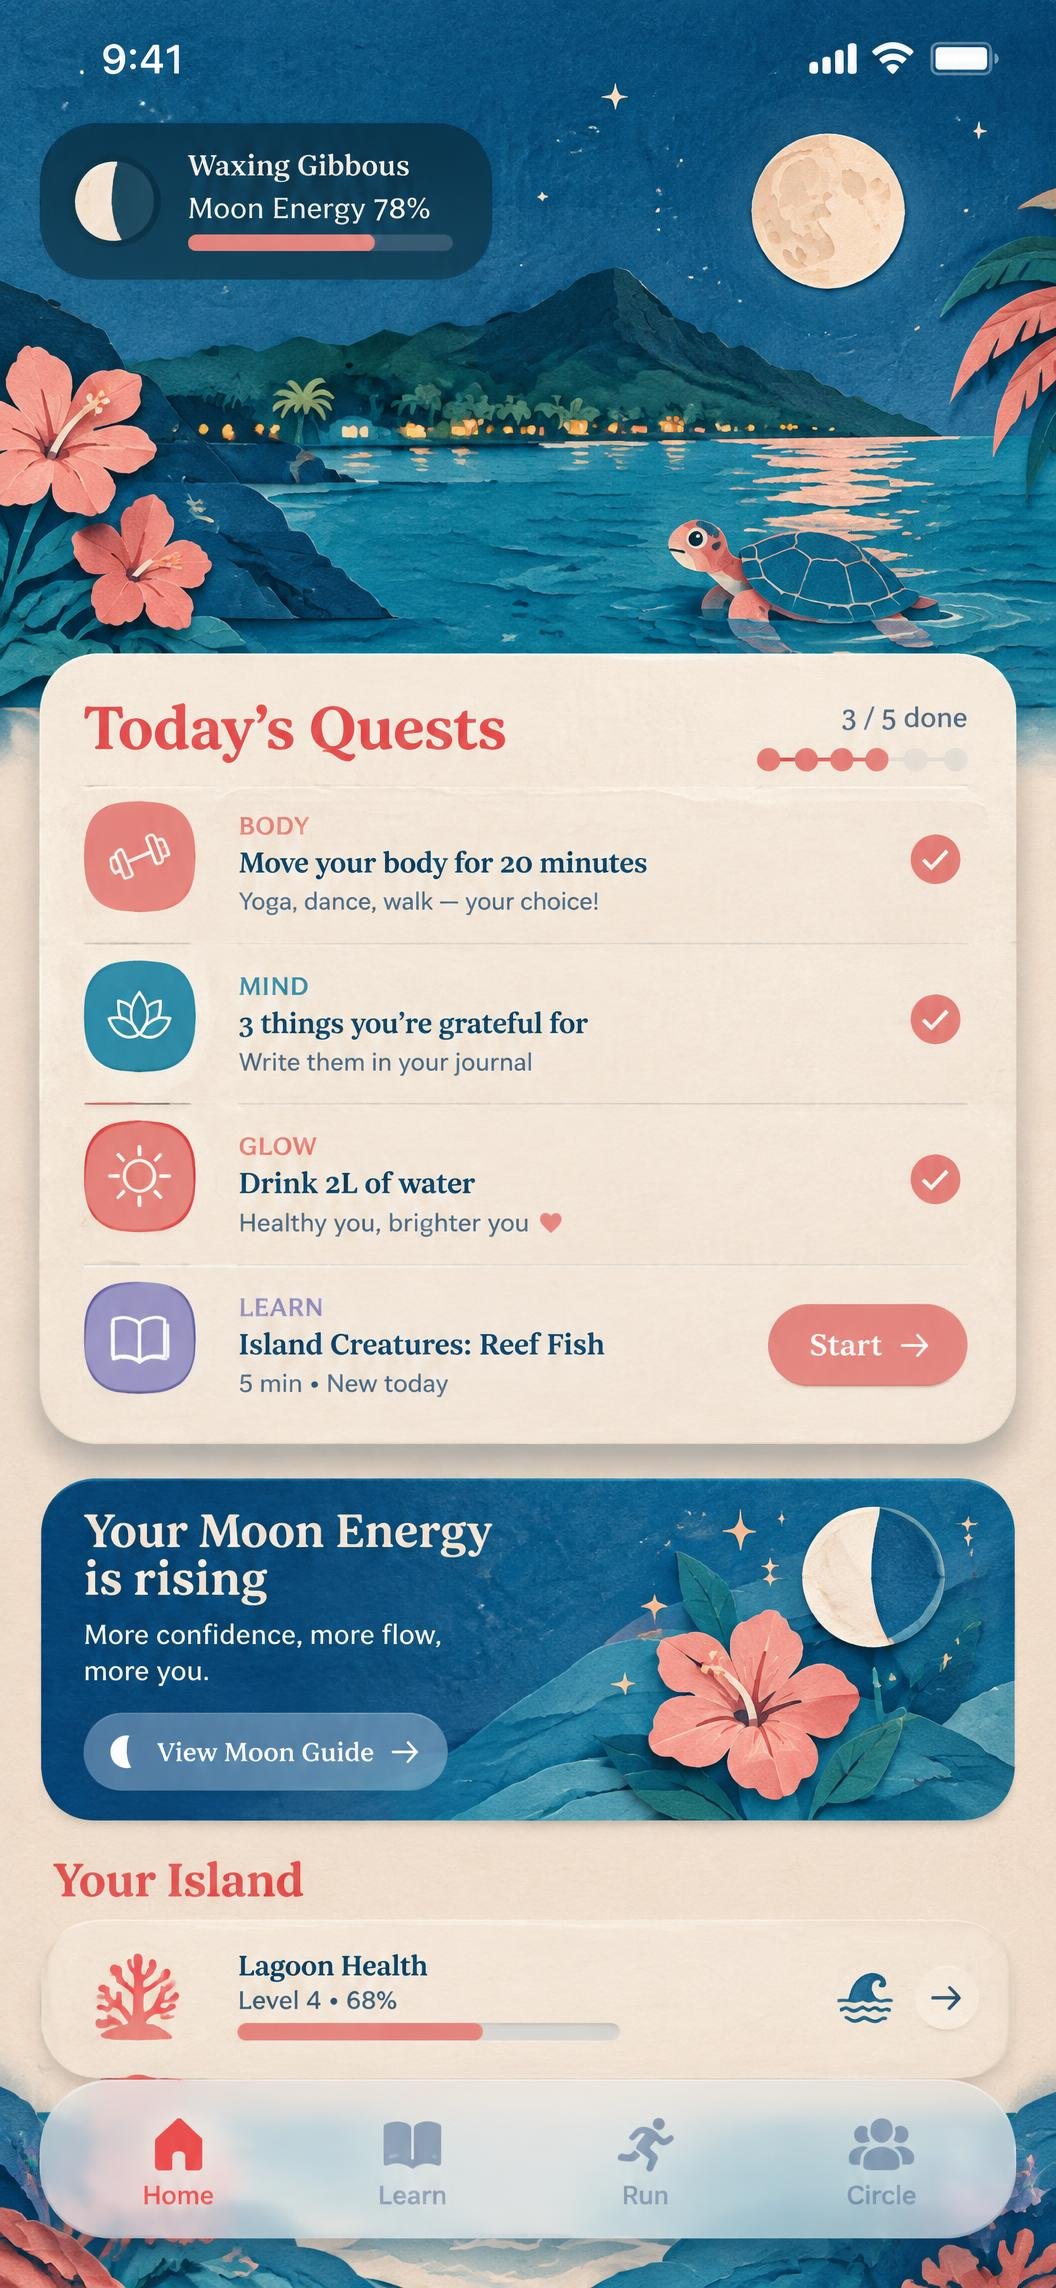 9:41
Waxing Gibbous
Moon Energy 78%
Today's Quests
3 / 5 done
BODY
Move your body for 20 minutes
Yoga, dance, walk — your choice!
MIND
3 things you're grateful for
Write them in your journal
GLOW
Drink 2L of water
Healthy you, brighter you
LEARN
Island Creatures: Reef Fish
5 min • New today
Start →
Your Moon Energy
is rising
More confidence, more flow,
more you.
View Moon Guide →
Your Island
Lagoon Health
Level 4 • 68%
Home
Learn
Run
Circle